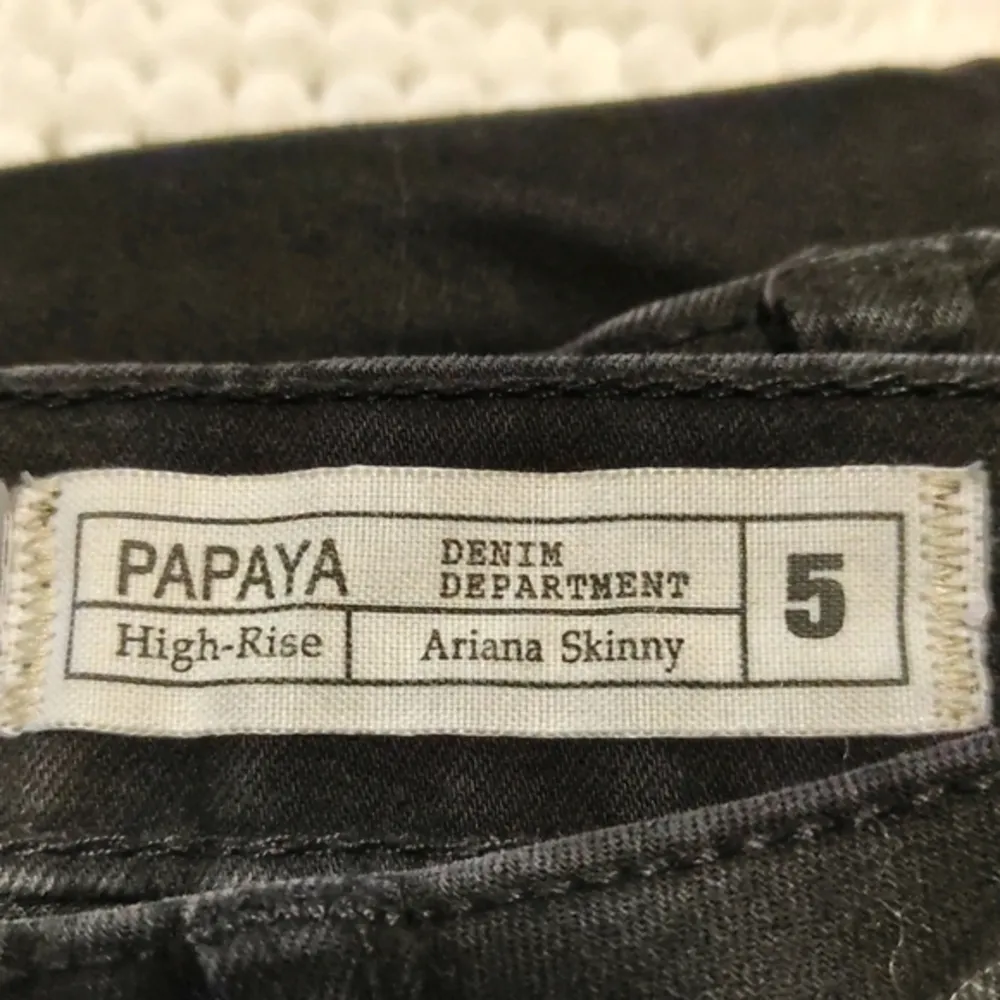 PAPAYA
DENIM
DEPARTMENT
5
High-Rise
Ariana Skinny